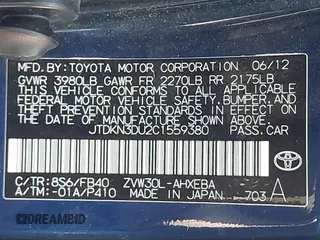 MFD.BY:TOYOTA MOTOR CORPORATION 06/12
GVWR 3980LB GAWR FR 2270LB RR 2175LB
THIS VEHICLE CONFORMS TO ALL APPLICABLE
FEDERAL MOTOR VEHICLE SAFETY, BUMPER,
AND THEFT PREVENTION STANDARDS IN
EFFECT ON THE DATE OF MANUFACTURE
SHOWN ABOVE.
JTDKN3DU2C1559380 PASS.CAR
C/TR:8S6/FB40 ZVW30L-AHXEBA
A/TM:-01A/P410 MADE IN JAPAN 703 A
TOYOTA
DREAMBID